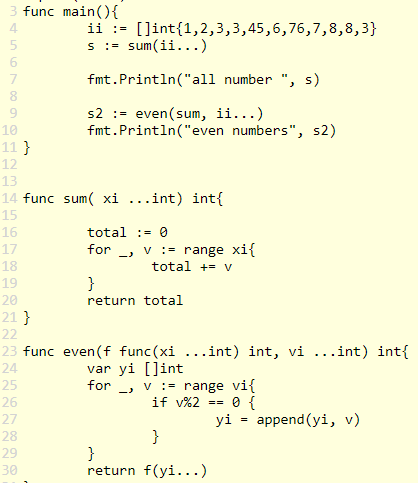 3 func main(){
4         ii := []int{1,2,3,3,45,6,76,7,8,8,3}
5         s := sum(ii...)
6
7         fmt.Println("all number ", s)
8
9         s2 := even(sum, ii...)
10         fmt.Println("even numbers", s2)
11 }
12
13
14 func sum( xi ...int) int{
15
16         total := 0
17         for _, v := range xi{
18                 total += v
19         }
20         return total
21 }
22
23 func even(f func(xi ...int) int, vi ...int) int{
24         var yi []int
25         for _, v := range vi{
26                 if v%2 == 0 {
27                         yi = append(yi, v)
28                 }
29         }
30         return f(yi...)